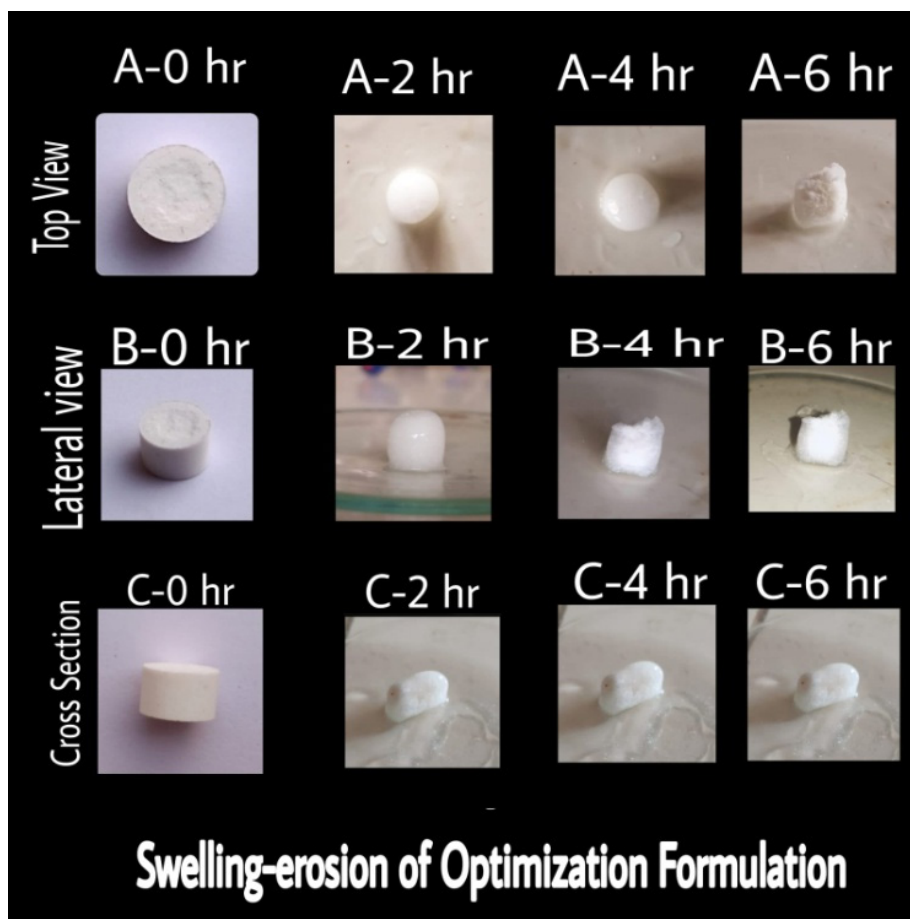 A-0 hr
A-2 hr
A-4 hr
A-6 hr
Top View
B-0 hr
B-2 hr
B-4 hr
B-6 hr
Lateral view
C-0 hr
C-2 hr
C-4 hr
C-6 hr
Cross Section
Swelling-erosion of Optimization Formulation